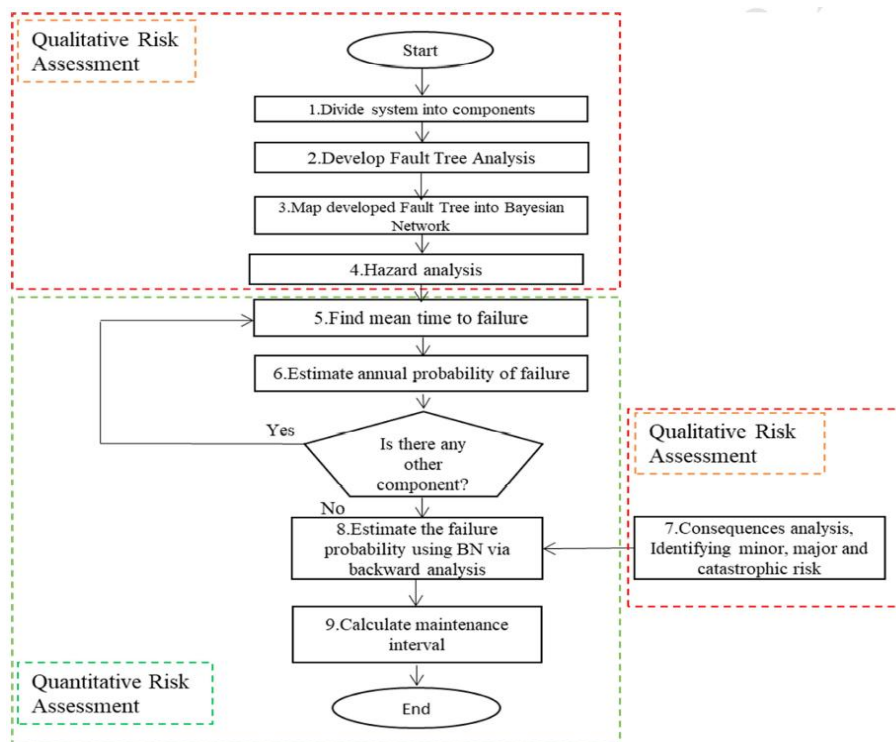 Qualitative Risk
Assessment
Start
1.Divide system into components
2.Develop Fault Tree Analysis
3.Map developed Fault Tree into Bayesian
Network
4.Hazard analysis
5.Find mean time to failure
6.Estimate annual probability of failure
Yes
Is there any
other
component?
No
Qualitative Risk
Assessment
7.Consequences analysis,
Identifying minor, major and
catastrophic risk
8.Estimate the failure
probability using BN via
backward analysis
9.Calculate maintenance
interval
Quantitative Risk
Assessment
End